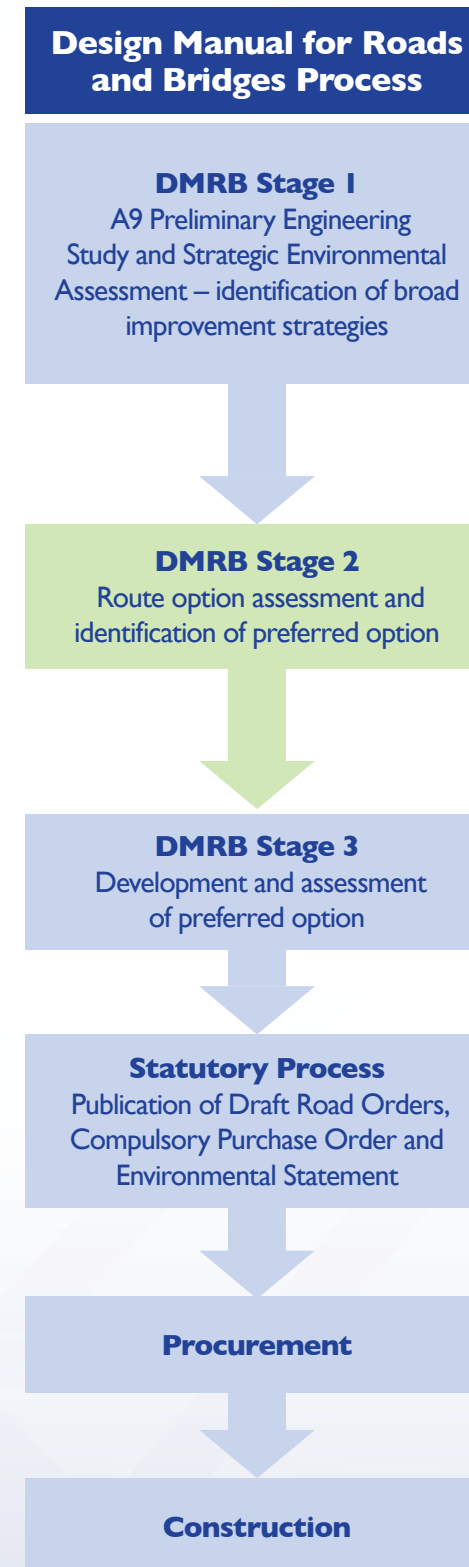 Design Manual for Roads
and Bridges Process
DMRB Stage 1
A9 Preliminary Engineering
Study and Strategic Environmental
Assessment – identification of broad
improvement strategies
DMRB Stage 2
Route option assessment and
identification of preferred option
DMRB Stage 3
Development and assessment
of preferred option
Statutory Process
Publication of Draft Road Orders,
Compulsory Purchase Order and
Environmental Statement
Procurement
Construction